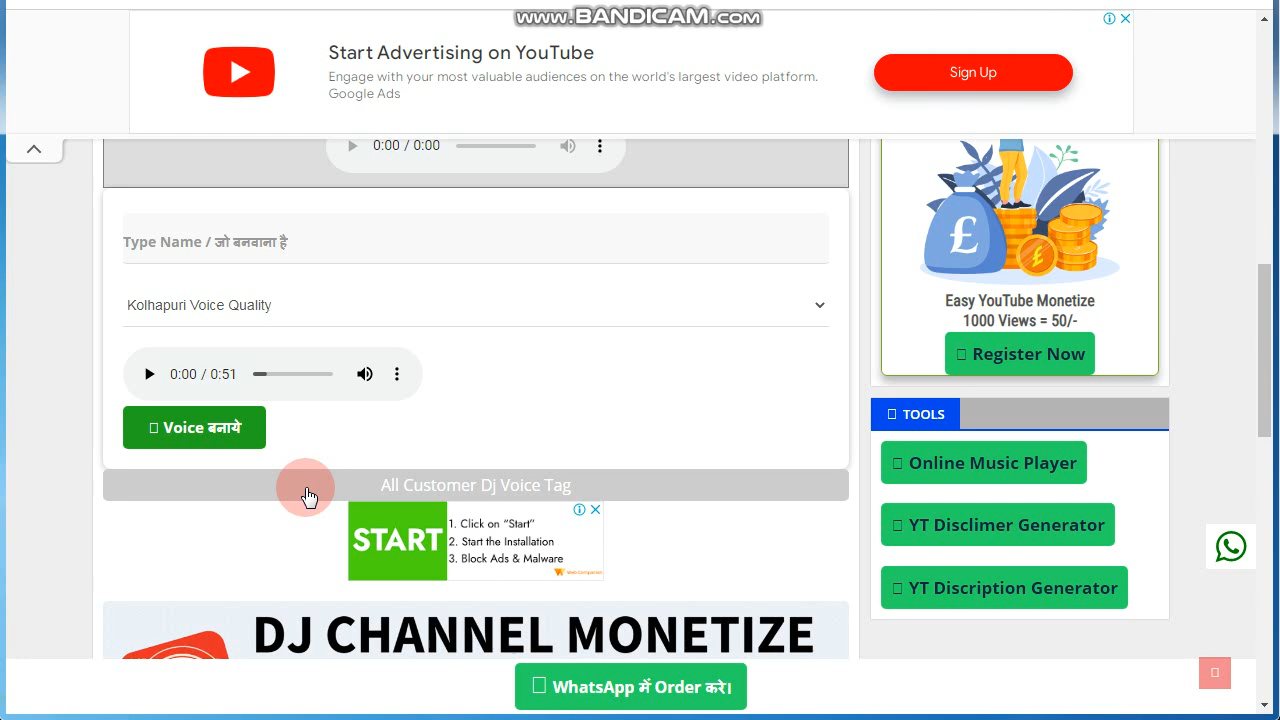 WWW.BANDICAM.COM
Start Advertising on YouTube
Engage with your most valuable audiences on the world's largest video platform.
Google Ads
Sign Up
0:00 / 0:00
Type Name / जो बनवाना है
Kolhapuri Voice Quality
0:00 / 0:51
Voice बनाये
All Customer Dj Voice Tag
START
1. Click on "Start"
2. Start the Installation
3. Block Ads & Malware
Web Companion
DJ CHANNEL MONETIZE
WhatsApp में Order करे।
Easy YouTube Monetize
1000 Views = 50/-
Register Now
TOOLS
Online Music Player
YT Disclimer Generator
YT Discription Generator